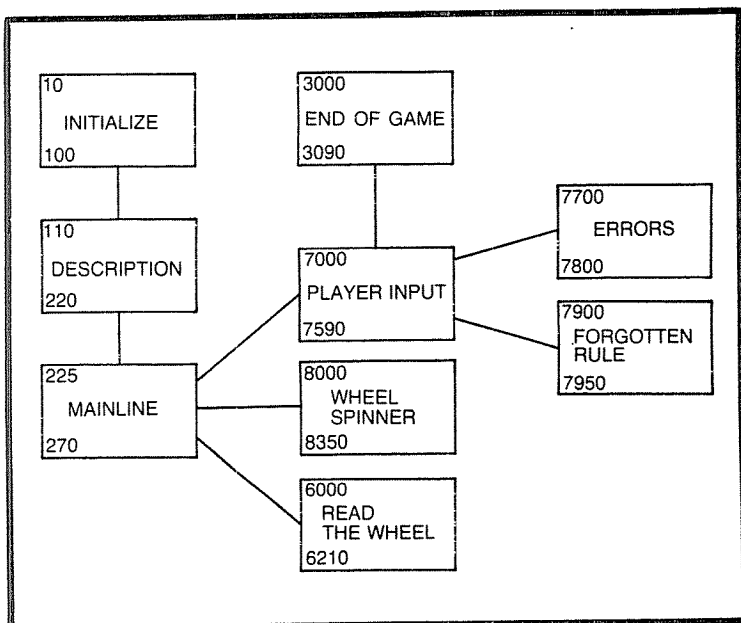 10
INITIALIZE
100
110
DESCRIPTION
220
225
MAINLINE
270
3000
END OF GAME
3090
7000
PLAYER INPUT
7590
8000
WHEEL
SPINNER
8350
6000
READ
THE WHEEL
6210
7700
ERRORS
7800
7900
FORGOTTEN
RULE
7950